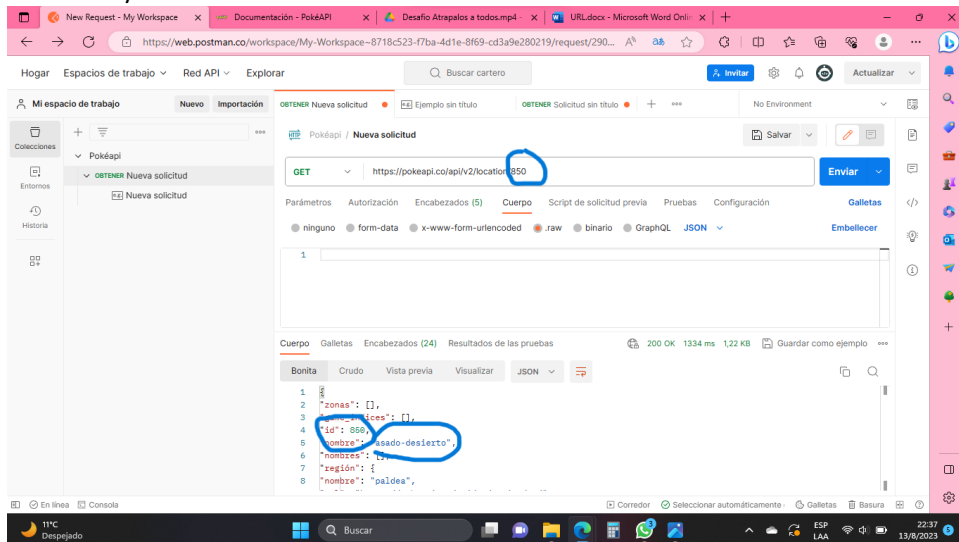 New Request - My Workspace
Documentación - PokéAPI
Desafio Atrapalos a todos.mp4 -
URL.docx - Microsoft Word Onlin
https://web.postman.co/workspace/My-Workspace~8718c523-f7ba-4d1e-8f69-cd3a9e280219/request/290...
Hogar Espacios de trabajo Red API Explorar Buscar cartero Invitar Actualizar
Mi espacio de trabajo Nuevo Importación OBTENER Nueva solicitud Ejemplo sin título OBTENER Solicitud sin título No Environment
Colecciones
Entornos
Historia
Pokéapi
OBTENER Nueva solicitud
Nueva solicitud
HTTP Pokéapi / Nueva solicitud Salvar
GET https://pokeapi.co/api/v2/location 850 Enviar
Parámetros Autorización Encabezados (5) Cuerpo Script de solicitud previa Pruebas Configuración Galletas
ninguno form-data x-www-form-urlencoded .raw binario GraphQL JSON Embellecer
1
Cuerpo Galletas Encabezados (24) Resultados de las pruebas 200 OK 1334 ms 1,22 KB Guardar como ejemplo
Bonita Crudo Vista previa Visualizar JSON
1 {
2 "zonas": [],
3 "game_indices": [],
4 "id": 850,
5 "nombre": "asado-desierto",
6 "nombres": [],
7 "región": {
8 "nombre": "paldea",
En línea Consola Corredor Seleccionar automáticamente Galletas Basura
11°C
Despejado
Buscar
3
ESP
LAA
22:37
13/8/2023
5